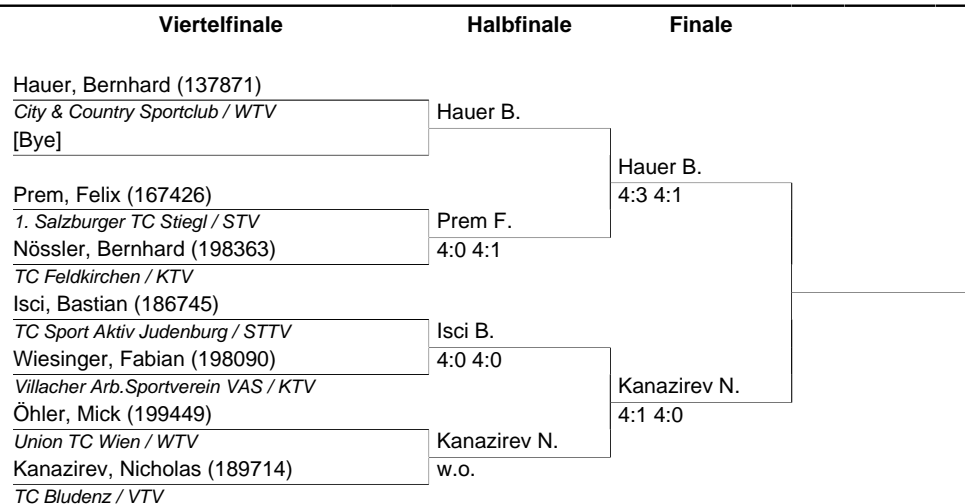 Viertelfinale Halbfinale Finale
Hauer, Bernhard (137871)
City & Country Sportclub / WTV Hauer B.
[Bye]
Hauer B.
Prem, Felix (167426) 4:3 4:1
1. Salzburger TC Stiegl / STV Prem F.
Nössler, Bernhard (198363) 4:0 4:1
TC Feldkirchen / KTV
Isci, Bastian (186745)
TC Sport Aktiv Judenburg / STTV Isci B.
Wiesinger, Fabian (198090) 4:0 4:0
Villacher Arb.Sportverein VAS / KTV Kanazirev N.
Öhler, Mick (199449) 4:1 4:0
Union TC Wien / WTV Kanazirev N.
Kanazirev, Nicholas (189714) w.o.
TC Bludenz / VTV